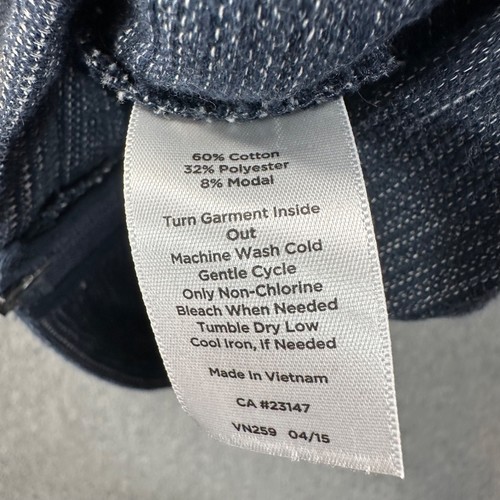 60% Cotton
32% Polyester
8% Modal
Turn Garment Inside
Out
Machine Wash Cold
Gentle Cycle
Only Non-Chlorine
Bleach When Needed
Tumble Dry Low
Cool Iron, If Needed
Made In Vietnam
CA #23147
VN259 04/15